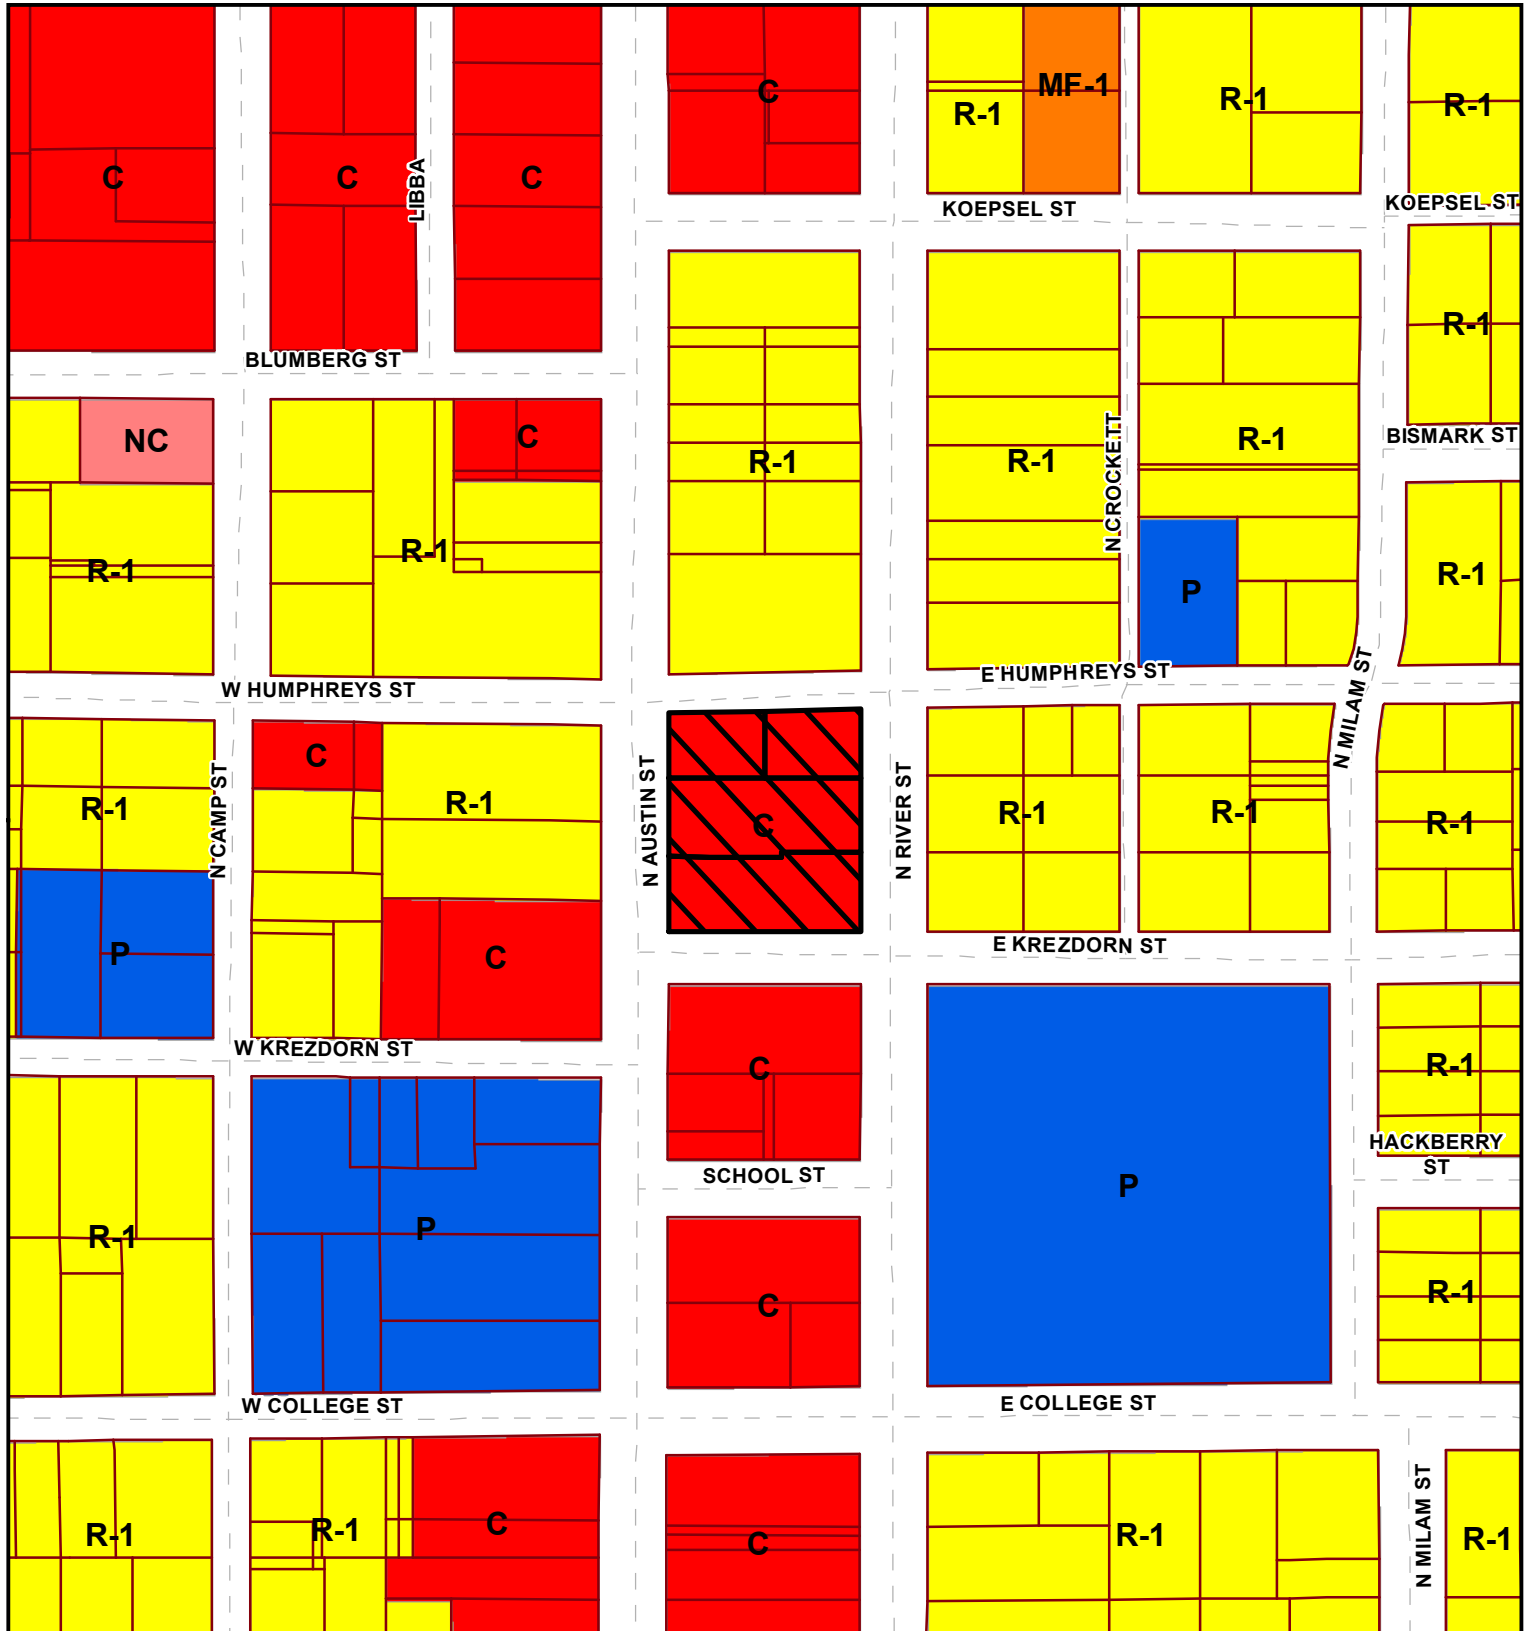 MF-1
C
R-1
R-1
R-1
C
C
C
LIBBA
KOEPSEL ST
KOEPSEL ST
R-1
BLUMBERG ST
NC
C
R-1
R-1
N CROCKETT
R-1
BISMARK ST
R-1
R-1
P
R-1
W HUMPHREYS ST
E HUMPHREYS ST
N MILAM ST
C
R-1
R-1
N CAMP ST
N AUSTIN ST
C
N RIVER ST
R-1
R-1
R-1
P
C
E KREZDORN ST
W KREZDORN ST
C
R-1
HACKBERRY
ST
SCHOOL ST
P
R-1
P
C
R-1
W COLLEGE ST
E COLLEGE ST
R-1
R-1
C
C
R-1
N MILAM ST
R-1